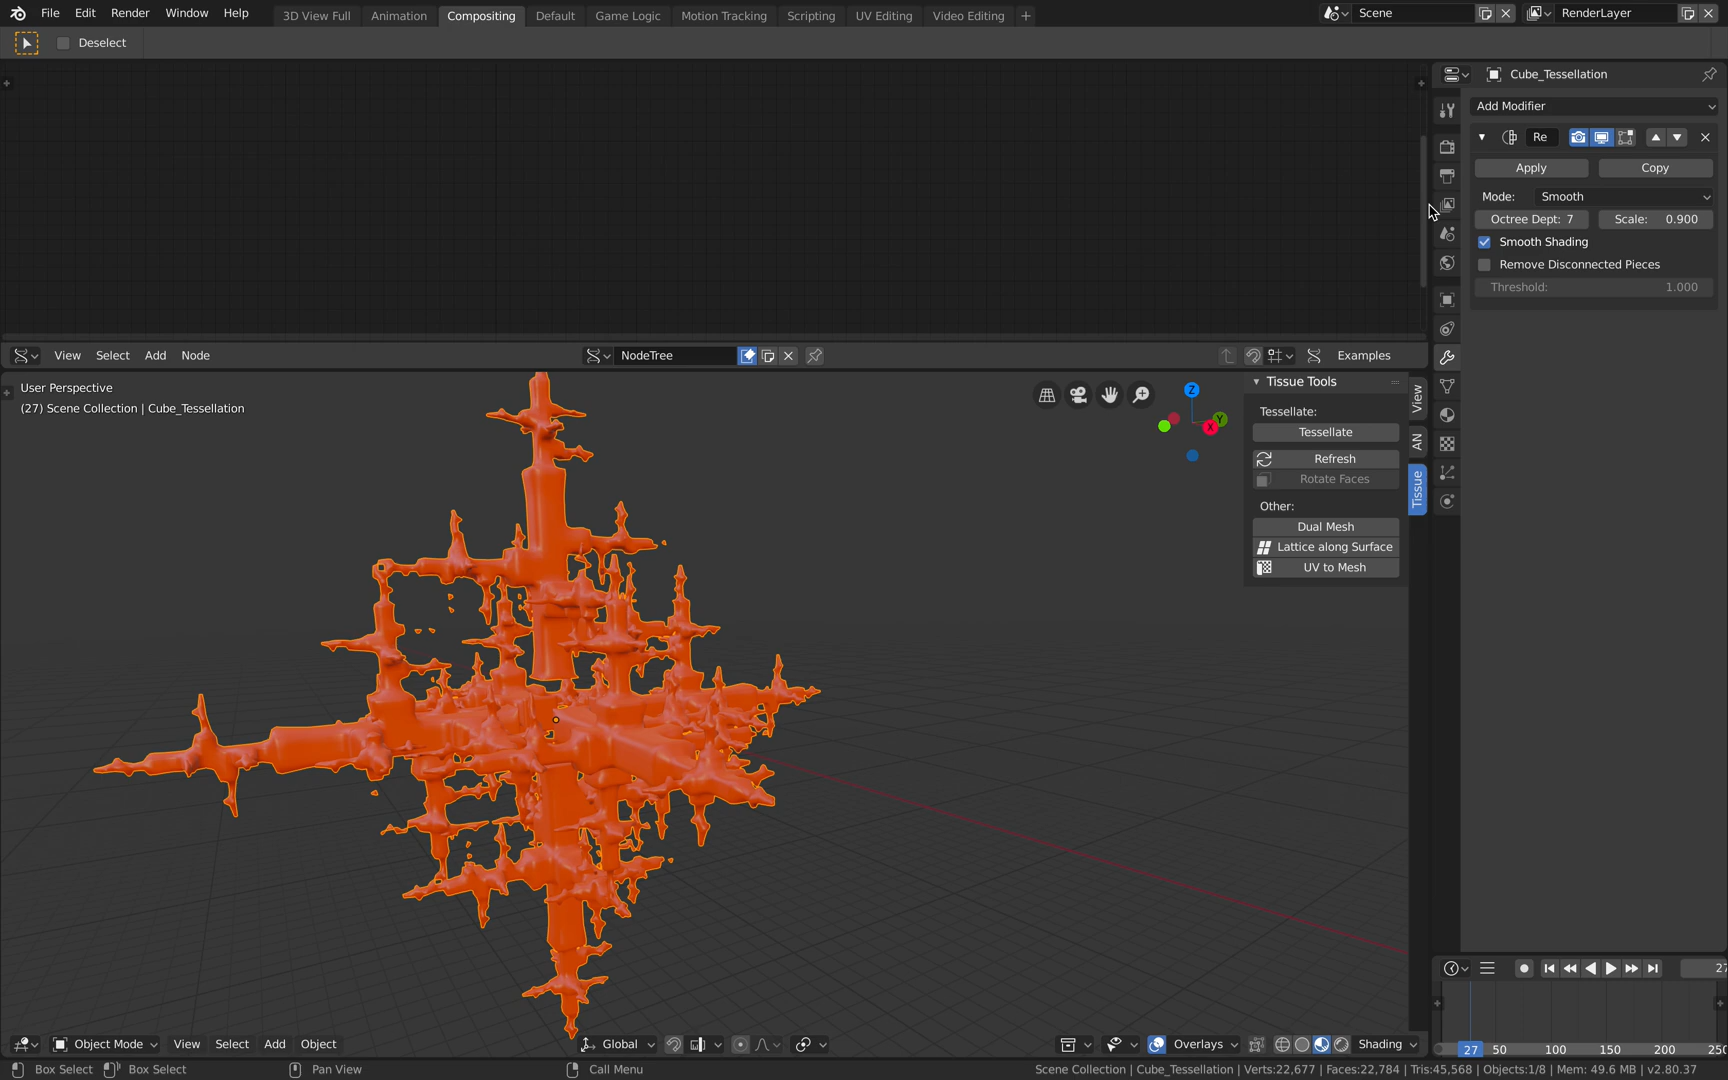 File Edit Render Window Help 3D View Full Animation Compositing Default Game Logic Motion Tracking Scripting UV Editing Video Editing Scene RenderLayer
Deselect
Cube_Tessellation
Add Modifier
Re
Apply Copy
Mode: Smooth
Octree Dept: 7 Scale: 0.900
Smooth Shading
Remove Disconnected Pieces
Threshold: 1.000
View Select Add Node NodeTree Examples
User Perspective
(27) Scene Collection | Cube_Tessellation
Z
Y
X
Tissue Tools
Tessellate:
Tessellate
Refresh
Rotate Faces
Other:
Dual Mesh
Lattice along Surface
UV to Mesh
View
AN
Tissue
27
27 50 100 150 200 250
Object Mode View Select Add Object Global Overlays Shading
Box Select Box Select Pan View Call Menu Scene Collection | Cube_Tessellation | Verts:22,677 | Faces:22,784 | Tris:45,568 | Objects:1/8 | Mem: 49.6 MB | v2.80.37